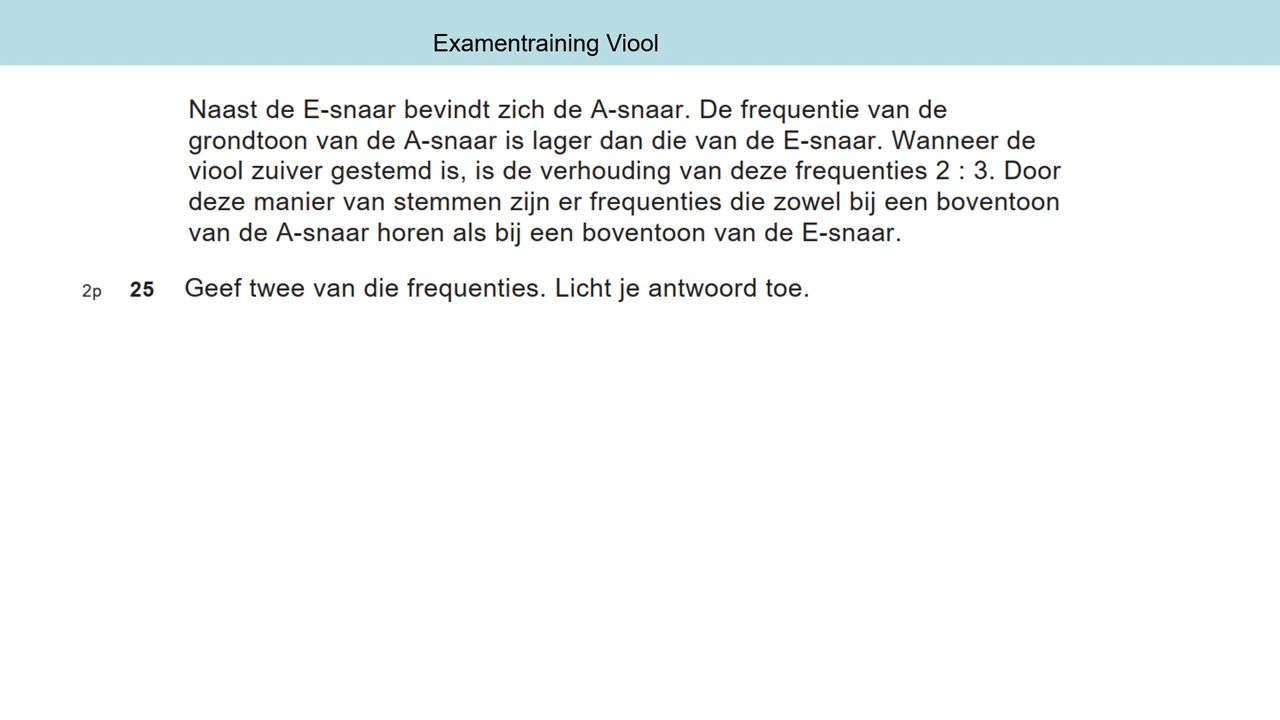 Examentraining Viool
Naast de E-snaar bevindt zich de A-snaar. De frequentie van de
grondtoon van de A-snaar is lager dan die van de E-snaar. Wanneer de
viool zuiver gestemd is, is de verhouding van deze frequenties 2 : 3. Door
deze manier van stemmen zijn er frequenties die zowel bij een boventoon
van de A-snaar horen als bij een boventoon van de E-snaar.
2p 25 Geef twee van die frequenties. Licht je antwoord toe.